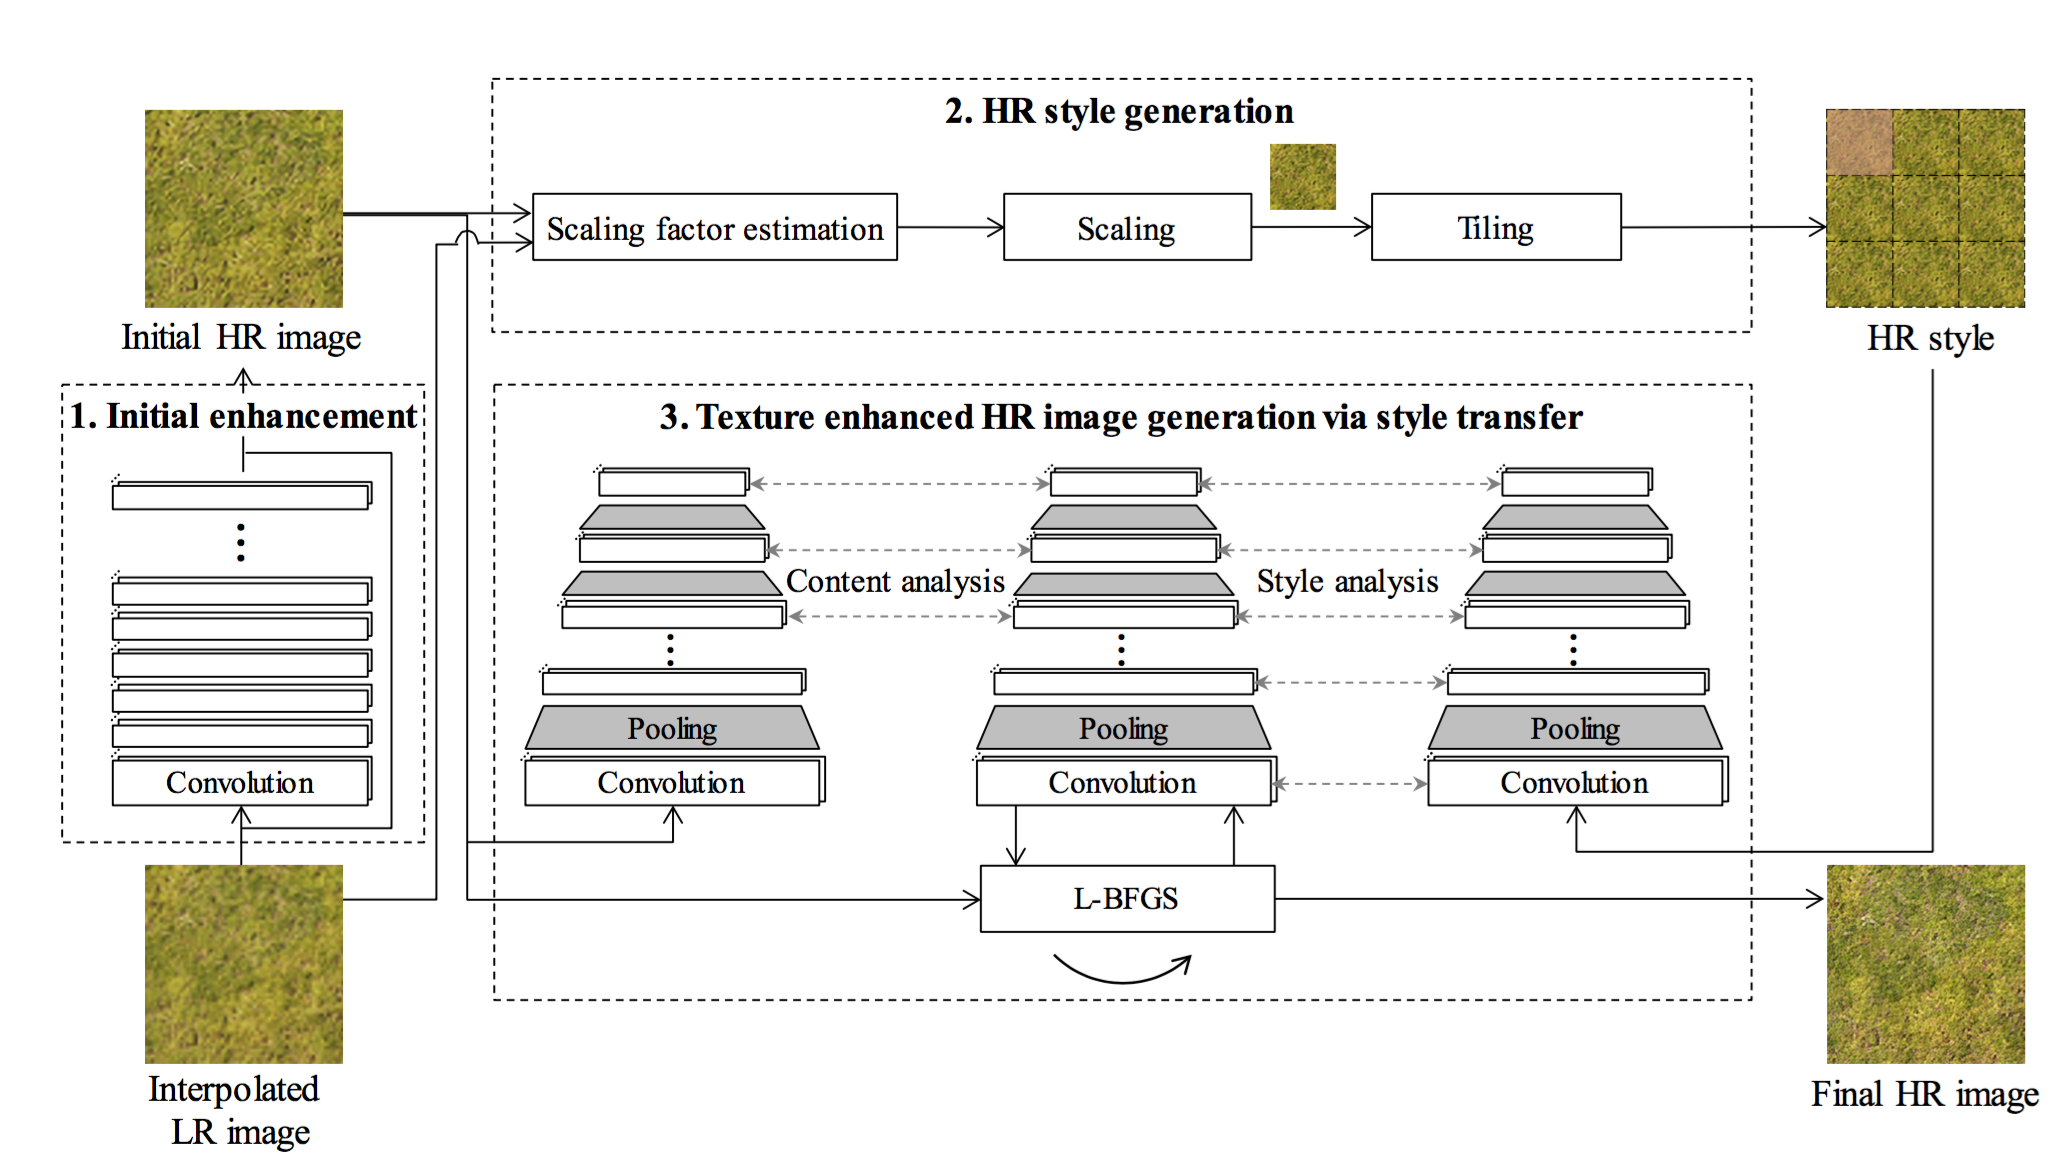 2. HR style generation
Scaling factor estimation
Scaling
Tiling
Initial HR image
HR style
1. Initial enhancement
Convolution
3. Texture enhanced HR image generation via style transfer
Content analysis
Style analysis
Pooling
Pooling
Pooling
Convolution
Convolution
Convolution
L-BFGS
Interpolated
LR image
Final HR image